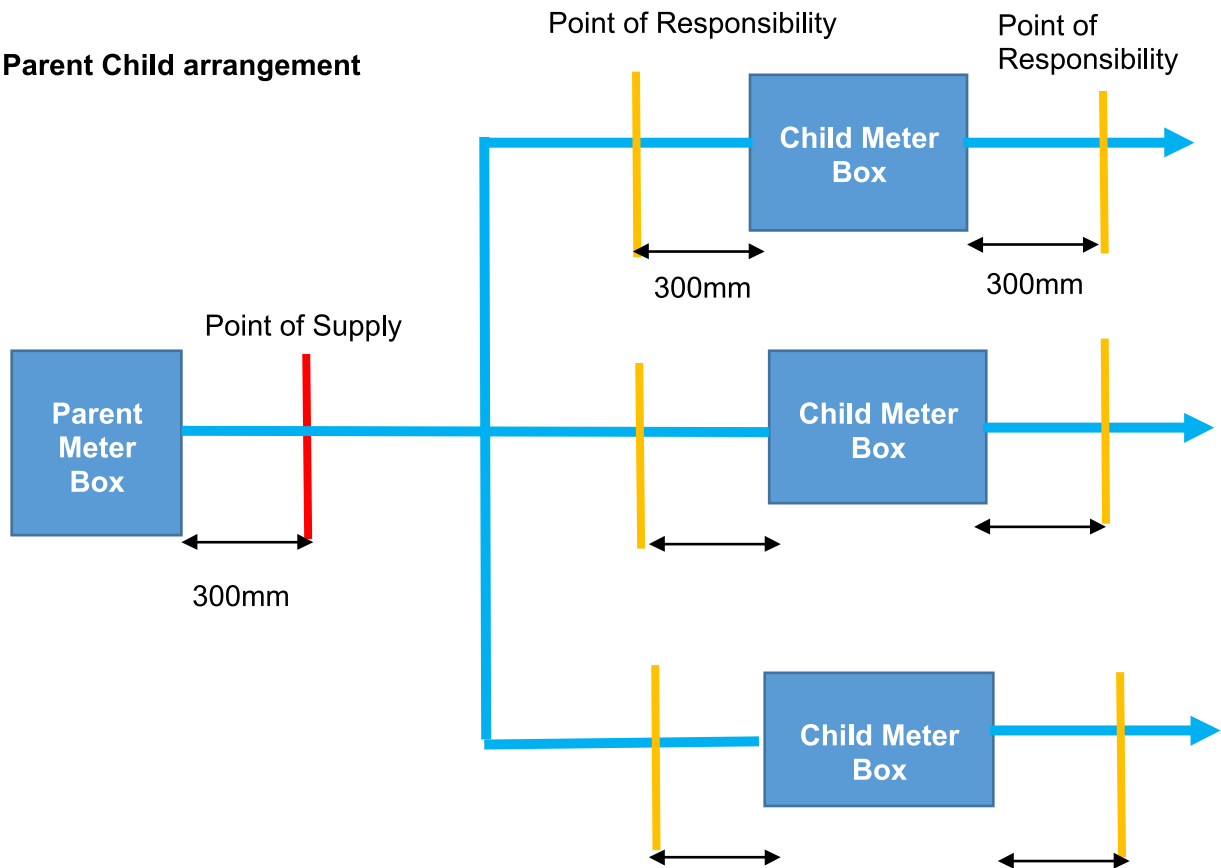 Parent Child arrangement
Point of Responsibility
Point of
Responsibility
Child Meter
Box
300mm
300mm
Point of Supply
Parent
Meter
Box
300mm
Child Meter
Box
Child Meter
Box